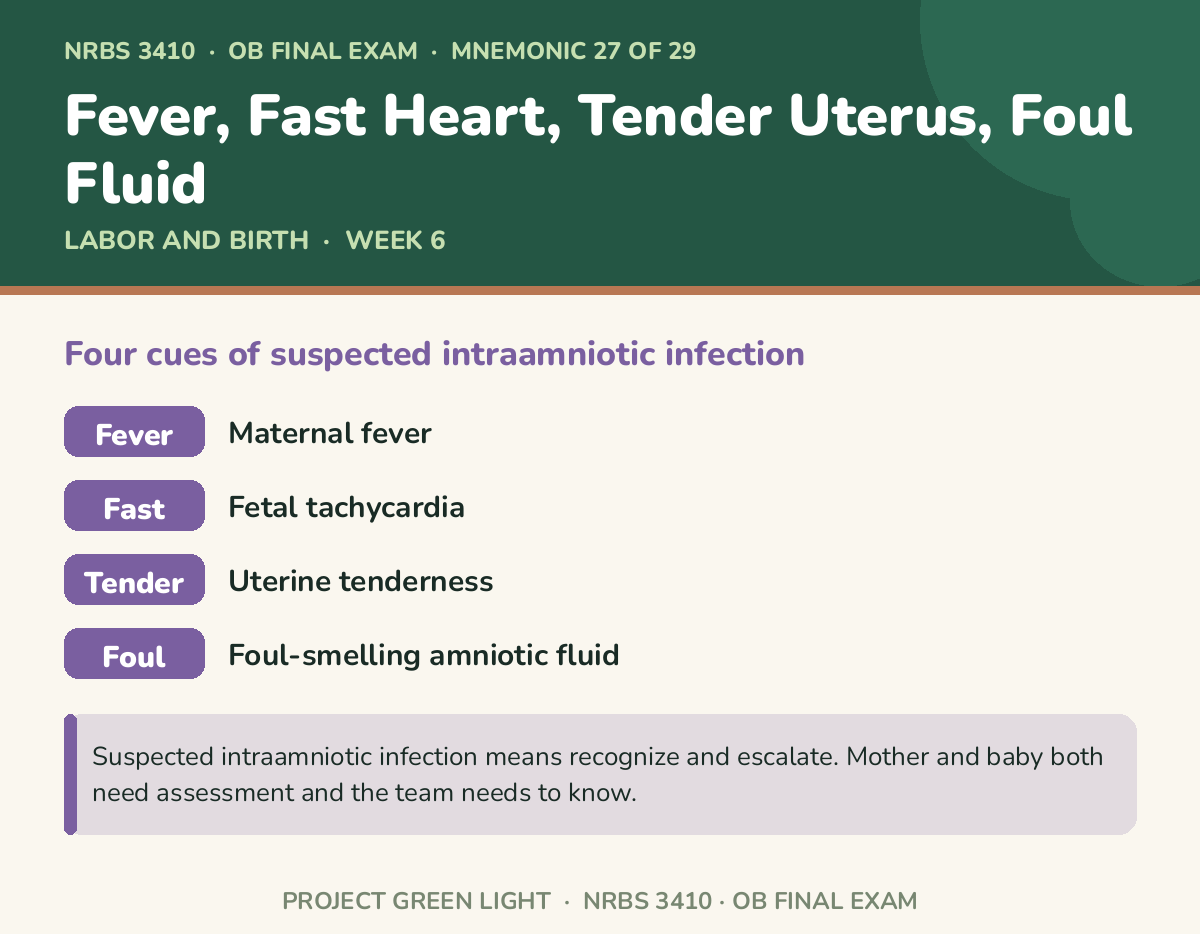 NRBS 3410 · OB FINAL EXAM · MNEMONIC 27 OF 29
Fever, Fast Heart, Tender Uterus, Foul
Fluid
LABOR AND BIRTH · WEEK 6
Four cues of suspected intraamniotic infection
Fever Maternal fever
Fast Fetal tachycardia
Tender Uterine tenderness
Foul Foul-smelling amniotic fluid
Suspected intraamniotic infection means recognize and escalate. Mother and baby both
need assessment and the team needs to know.
PROJECT GREEN LIGHT · NRBS 3410 · OB FINAL EXAM